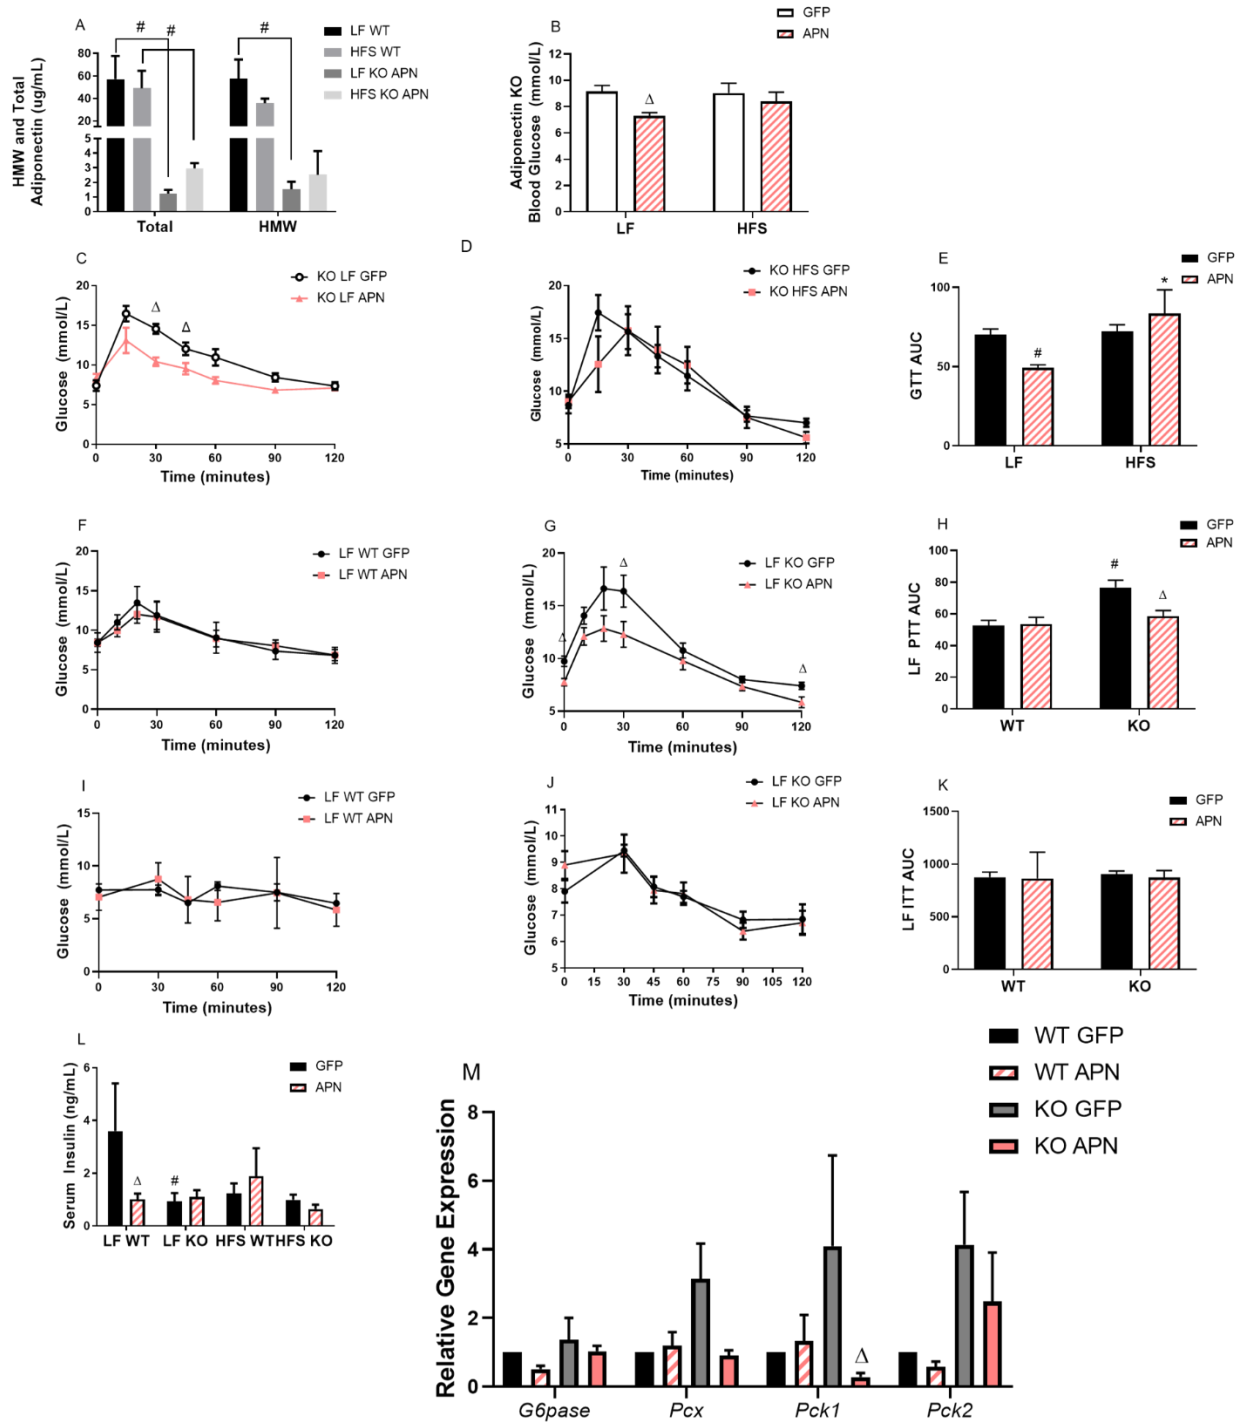 A
# #
#
LF WT
HFS WT
LF KO APN
HFS KO APN
HMW and Total
Adiponectin (ug/mL)
80
60
40
20
5
4
3
2
1
0
Total HMW
B
GFP
APN
Adiponectin KO
Blood Glucose (mmol/L)
12
10
8
6
4
2
0
Δ
LF HFS
C
KO LF GFP
KO LF APN
Glucose (mmol/L)
20
15
10
5
0
Δ Δ
0 30 60 90 120
Time (minutes)
D
KO HFS GFP
KO HFS APN
Glucose (mmol/L)
20
15
10
5
0 30 60 90 120
Time (minutes)
E
GFP
APN
GTT AUC
100
50
0
#
*
LF HFS
F
LF WT GFP
LF WT APN
Glucose (mmol/L)
20
15
10
5
0
0 30 60 90 120
Time (minutes)
G
LF KO GFP
LF KO APN
Glucose (mmol/L)
20
15
10
5
Δ Δ Δ
0 30 60 90 120
Time (minutes)
H
GFP
APN
LF PTT AUC
100
80
60
40
20
0
#
Δ
WT KO
I
LF WT GFP
LF WT APN
Glucose (mmol/L)
15
10
5
0
0 30 60 90 120
Time (minutes)
J
LF KO GFP
LF KO APN
Glucose (mmol/L)
11
10
9
8
7
6
5
0 15 30 45 60 75 90 105 120
Time (minutes)
K
GFP
APN
LF ITT AUC
1500
1000
500
0
WT KO
L
GFP
APN
Serum Insulin (ng/mL)
6
4
2
0
Δ
#
LF WT LF KO HFS WT HFS KO
M
WT GFP
WT APN
KO GFP
KO APN
Relative Gene Expression
8
6
4
2
0
Δ
G6pase Pcx Pck1 Pck2